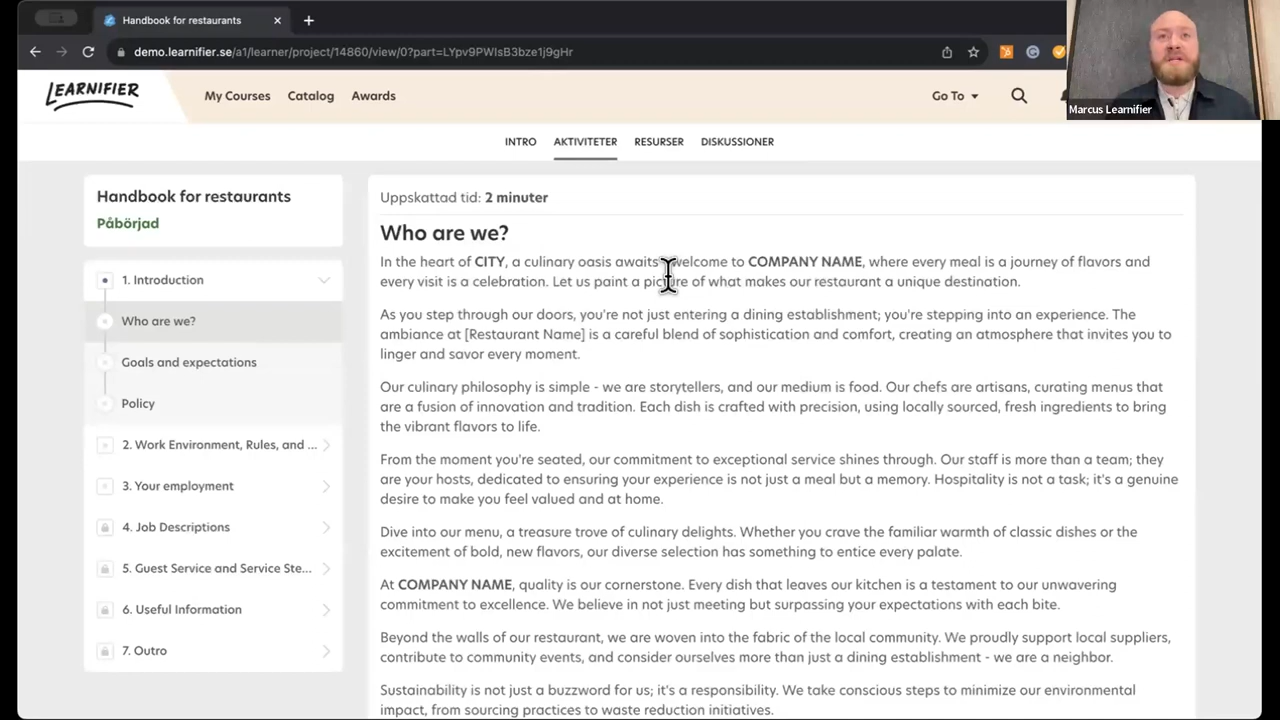 Handbook for restaurants
demo.learnifier.se/a1/learner/project/14860/view/0?part=LYpv9PWIsB3bze1j9gHr
LEARNIFIER
My Courses
Catalog
Awards
Go To
Marcus Learnifier
INTRO
AKTIVITETER
RESURSER
DISKUSSIONER
Handbook for restaurants
Påbörjad
1. Introduction
Who are we?
Goals and expectations
Policy
2. Work Environment, Rules, and ...
3. Your employment
4. Job Descriptions
5. Guest Service and Service Ste...
6. Useful Information
7. Outro
Uppskattad tid: 2 minuter
Who are we?
In the heart of CITY, a culinary oasis awaits welcome to COMPANY NAME, where every meal is a journey of flavors and
every visit is a celebration. Let us paint a picture of what makes our restaurant a unique destination.
As you step through our doors, you're not just entering a dining establishment; you're stepping into an experience. The
ambiance at [Restaurant Name] is a careful blend of sophistication and comfort, creating an atmosphere that invites you to
linger and savor every moment.
Our culinary philosophy is simple - we are storytellers, and our medium is food. Our chefs are artisans, curating menus that
are a fusion of innovation and tradition. Each dish is crafted with precision, using locally sourced, fresh ingredients to bring
the vibrant flavors to life.
From the moment you're seated, our commitment to exceptional service shines through. Our staff is more than a team; they
are your hosts, dedicated to ensuring your experience is not just a meal but a memory. Hospitality is not a task; it's a genuine
desire to make you feel valued and at home.
Dive into our menu, a treasure trove of culinary delights. Whether you crave the familiar warmth of classic dishes or the
excitement of bold, new flavors, our diverse selection has something to entice every palate.
At COMPANY NAME, quality is our cornerstone. Every dish that leaves our kitchen is a testament to our unwavering
commitment to excellence. We believe in not just meeting but surpassing your expectations with each bite.
Beyond the walls of our restaurant, we are woven into the fabric of the local community. We proudly support local suppliers,
contribute to community events, and consider ourselves more than just a dining establishment - we are a neighbor.
Sustainability is not just a buzzword for us; it's a responsibility. We take conscious steps to minimize our environmental
impact, from sourcing practices to waste reduction initiatives.